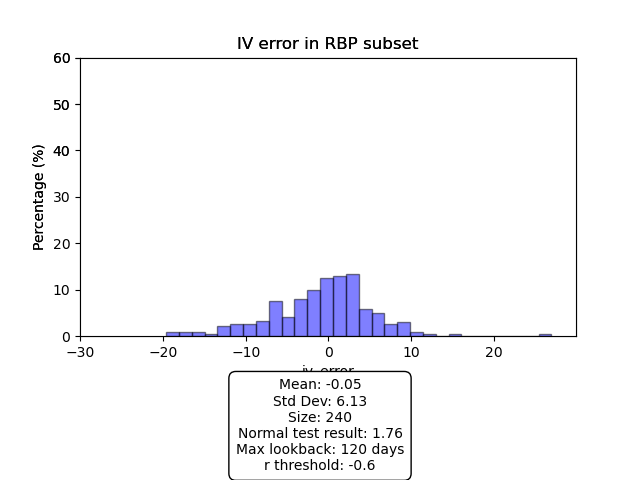 IV error in RBP subset
60
50
40
30
20
10
0
Percentage (%)
−30
−20
−10
0
10
20
iv_error
Mean: -0.05
Std Dev: 6.13
Size: 240
Normal test result: 1.76
Max lookback: 120 days
r threshold: -0.6